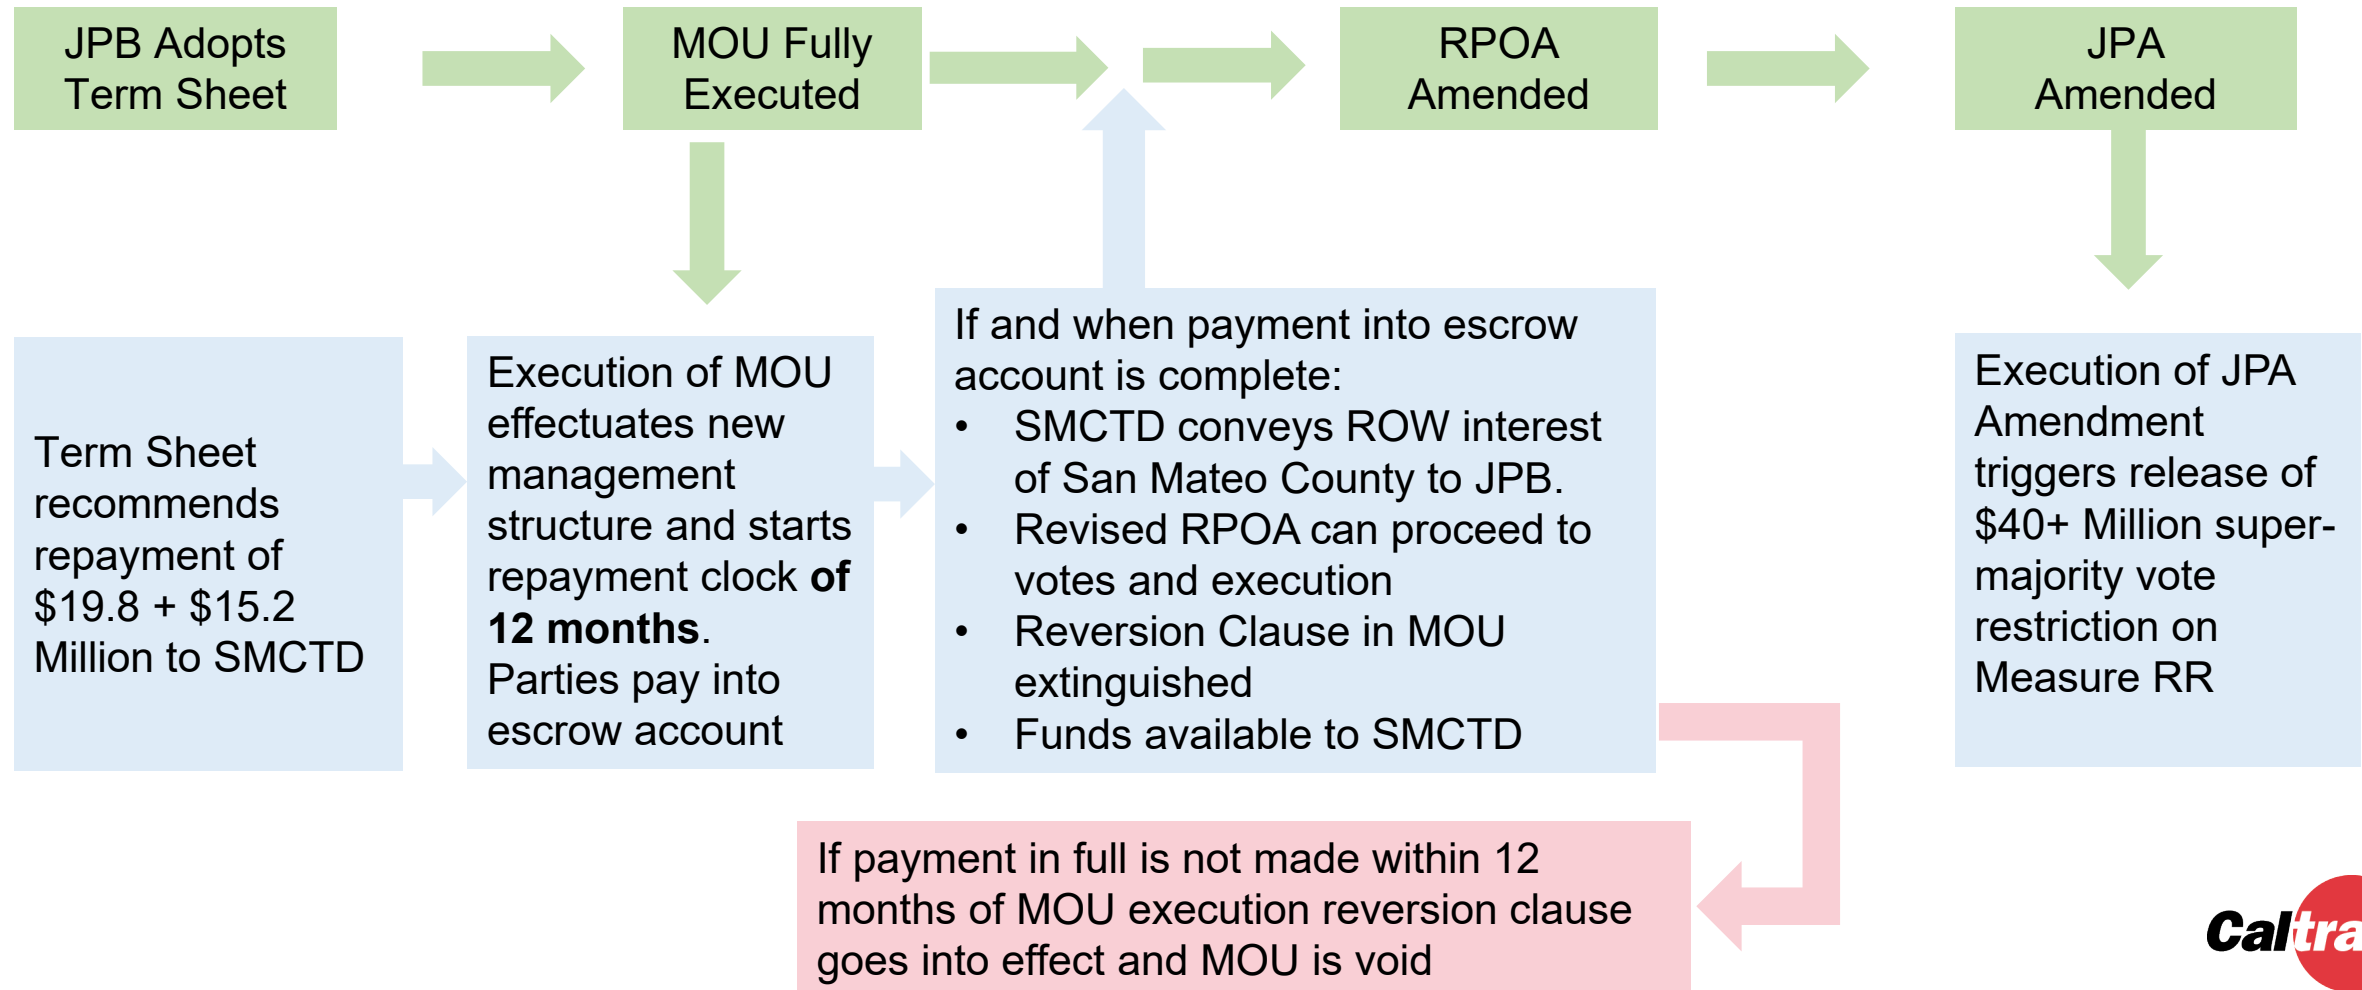 JPB Adopts
Term Sheet
MOU Fully
Executed
RPOA
Amended
JPA
Amended
Term Sheet
recommends
repayment of
$19.8 + $15.2
Million to SMCTD
Execution of MOU
effectuates new
management
structure and starts
repayment clock of
12 months.
Parties pay into
escrow account
If and when payment into escrow
account is complete:
• SMCTD conveys ROW interest
of San Mateo County to JPB.
• Revised RPOA can proceed to
votes and execution
• Reversion Clause in MOU
extinguished
• Funds available to SMCTD
Execution of JPA
Amendment
triggers release of
$40+ Million super-
majority vote
restriction on
Measure RR
If payment in full is not made within 12
months of MOU execution reversion clause
goes into effect and MOU is void
Caltra